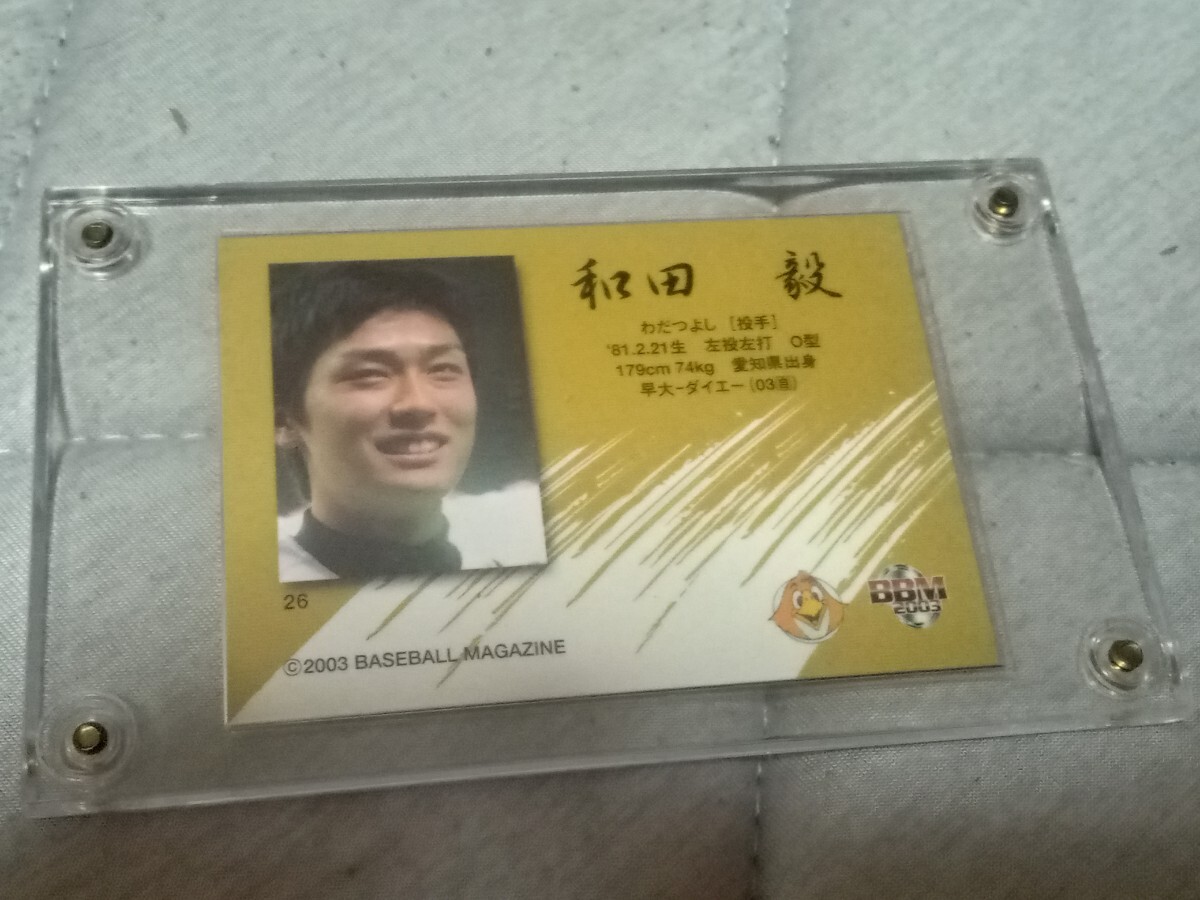 和田 毅
わだつよし [投手]
'81.2.21生 左投左打 O型
179cm 74kg 愛知県出身
早大-ダイエー(03自)
26
BBM
2003
©2003 BASEBALL MAGAZINE